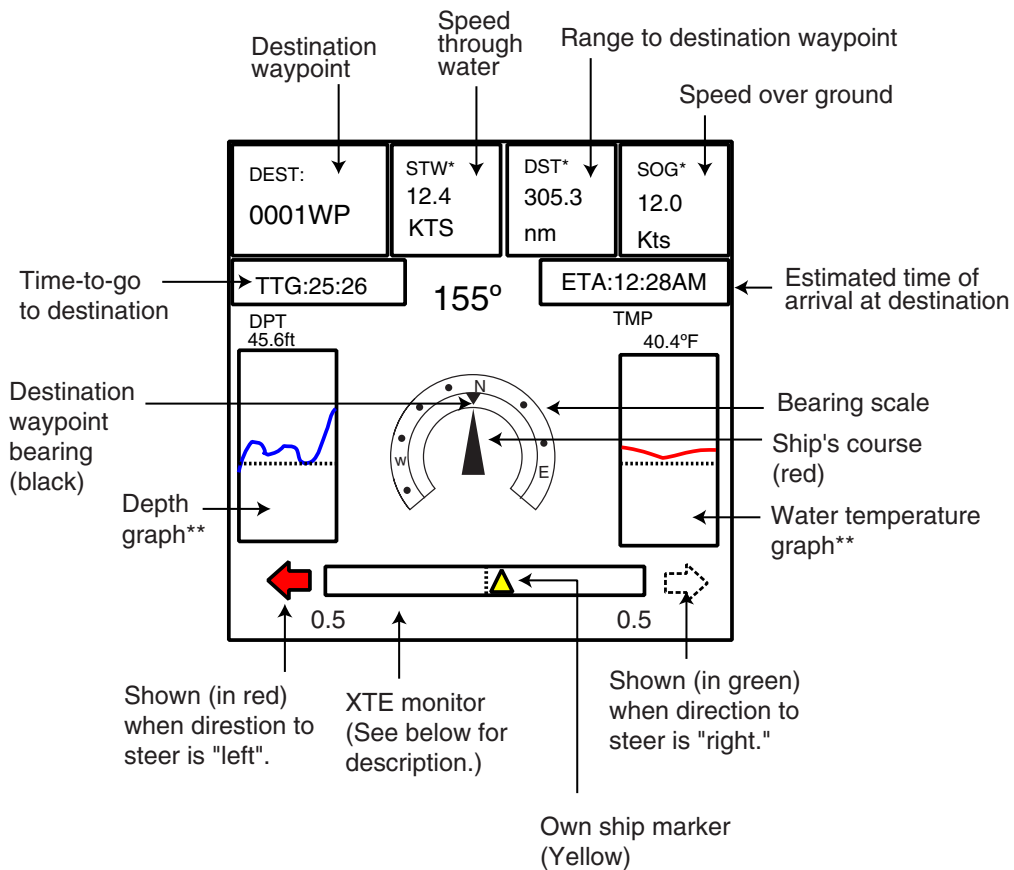 Destination
waypoint
Speed
through
water
Range to destination waypoint
Speed over ground
DEST:
0001WP
STW*
12.4
KTS
DST*
305.3
nm
SOG*
12.0
Kts
Time-to-go
to destination
TTG:25:26
155º
ETA:12:28AM
Estimated time of
arrival at destination
DPT
45.6ft
TMP
40.4ºF
Destination
waypoint
bearing
(black)
N
W
E
Bearing scale
Ship's course
(red)
Depth
graph**
Water temperature
graph**
0.5
0.5
Shown (in red)
when direstion to
steer is "left".
XTE monitor
(See below for
description.)
Shown (in green)
when direction to
steer is "right."
Own ship marker
(Yellow)